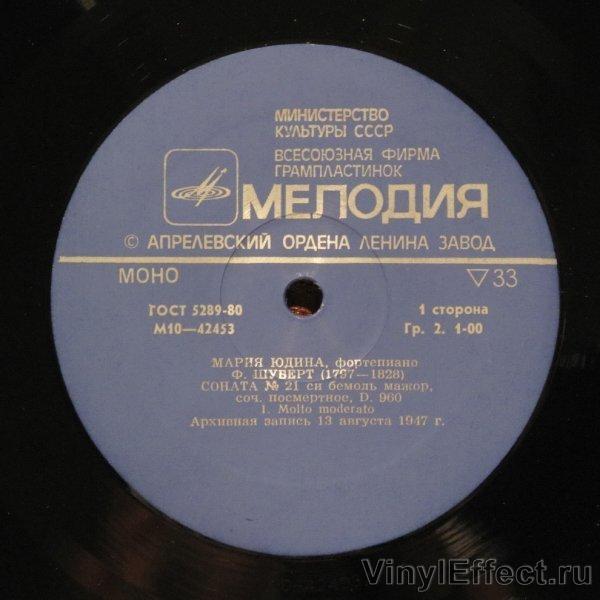 МИНИСТЕРСТВО
КУЛЬТУРЫ СССР
ВСЕСОЮЗНАЯ ФИРМА
ГРАМПЛАСТИНОК
МЕЛОДИЯ
© АПРЕЛЕВСКИЙ ОРДЕНА ЛЕНИНА ЗАВОД
МОНО ▽33
ГОСТ 5289-80 1 сторона
М10—42453 Гр. 2. 1-00
МАРИЯ ЮДИНА, фортепиано
Ф. ШУБЕРТ (1797—1828)
СОНАТА № 21 си бемоль мажор,
соч. посмертное, D. 960
1. Molto moderato
Архивная запись 13 августа 1947 г.
VinylEffect.ru